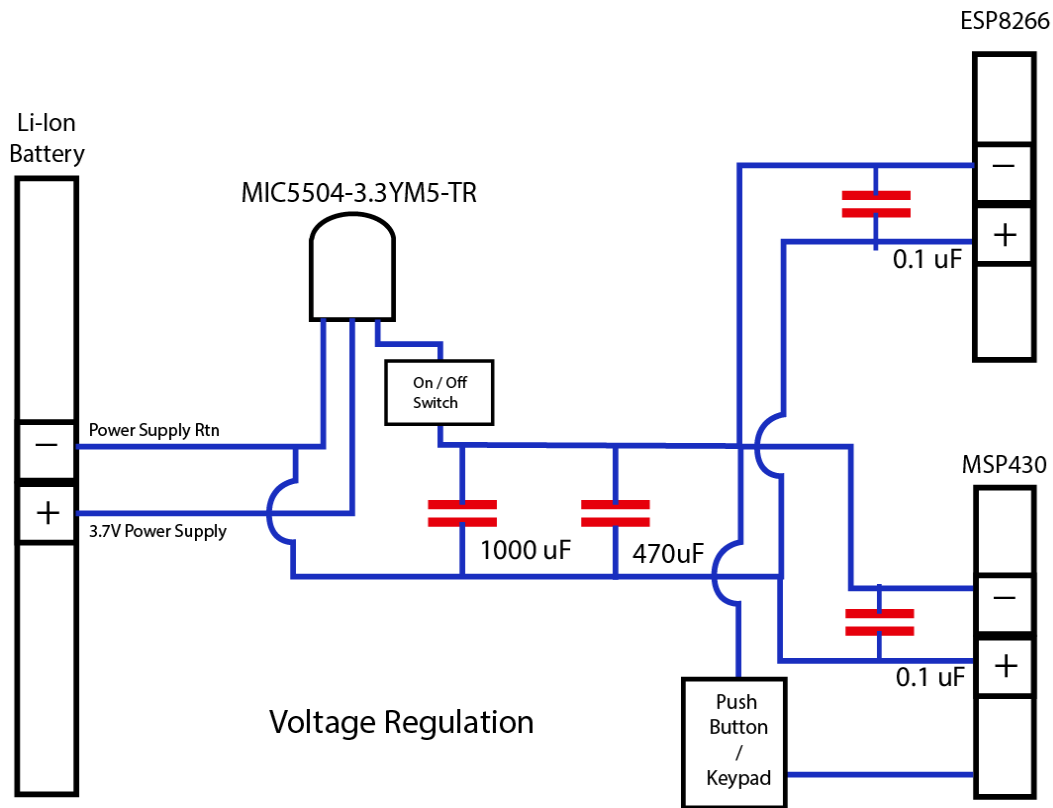 ESP8266
Li-Ion
Battery
MIC5504-3.3YM5-TR
−
+
0.1 uF
On / Off
Switch
Power Supply Rtn
−
+
3.7V Power Supply
MSP430
1000 uF
470uF
−
+
0.1 uF
Push
Button
/
Keypad
Voltage Regulation